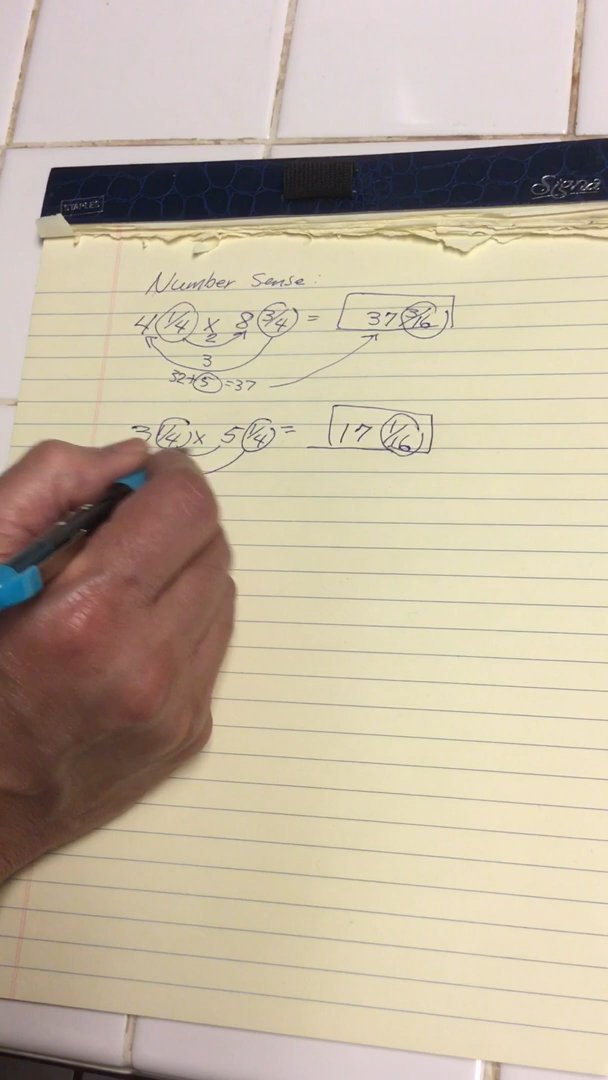 STAPLES
Signa
Number Sense:
4 1/4 x 8 3/4 = 37 3/16
2
3
32+5=37
3 1/4 x 5 1/4 = 17 1/16